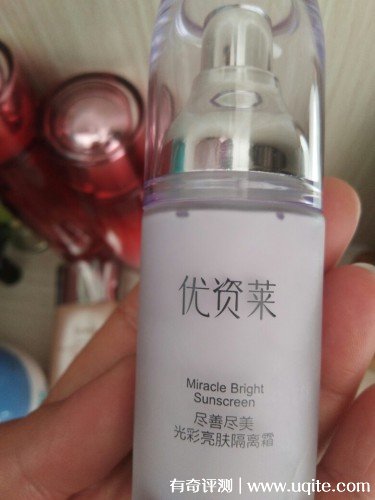 优资莱
Miracle Bright
Sunscreen
尽善尽美
光彩亮肤隔离霜
有奇评测 | www.uqite.com